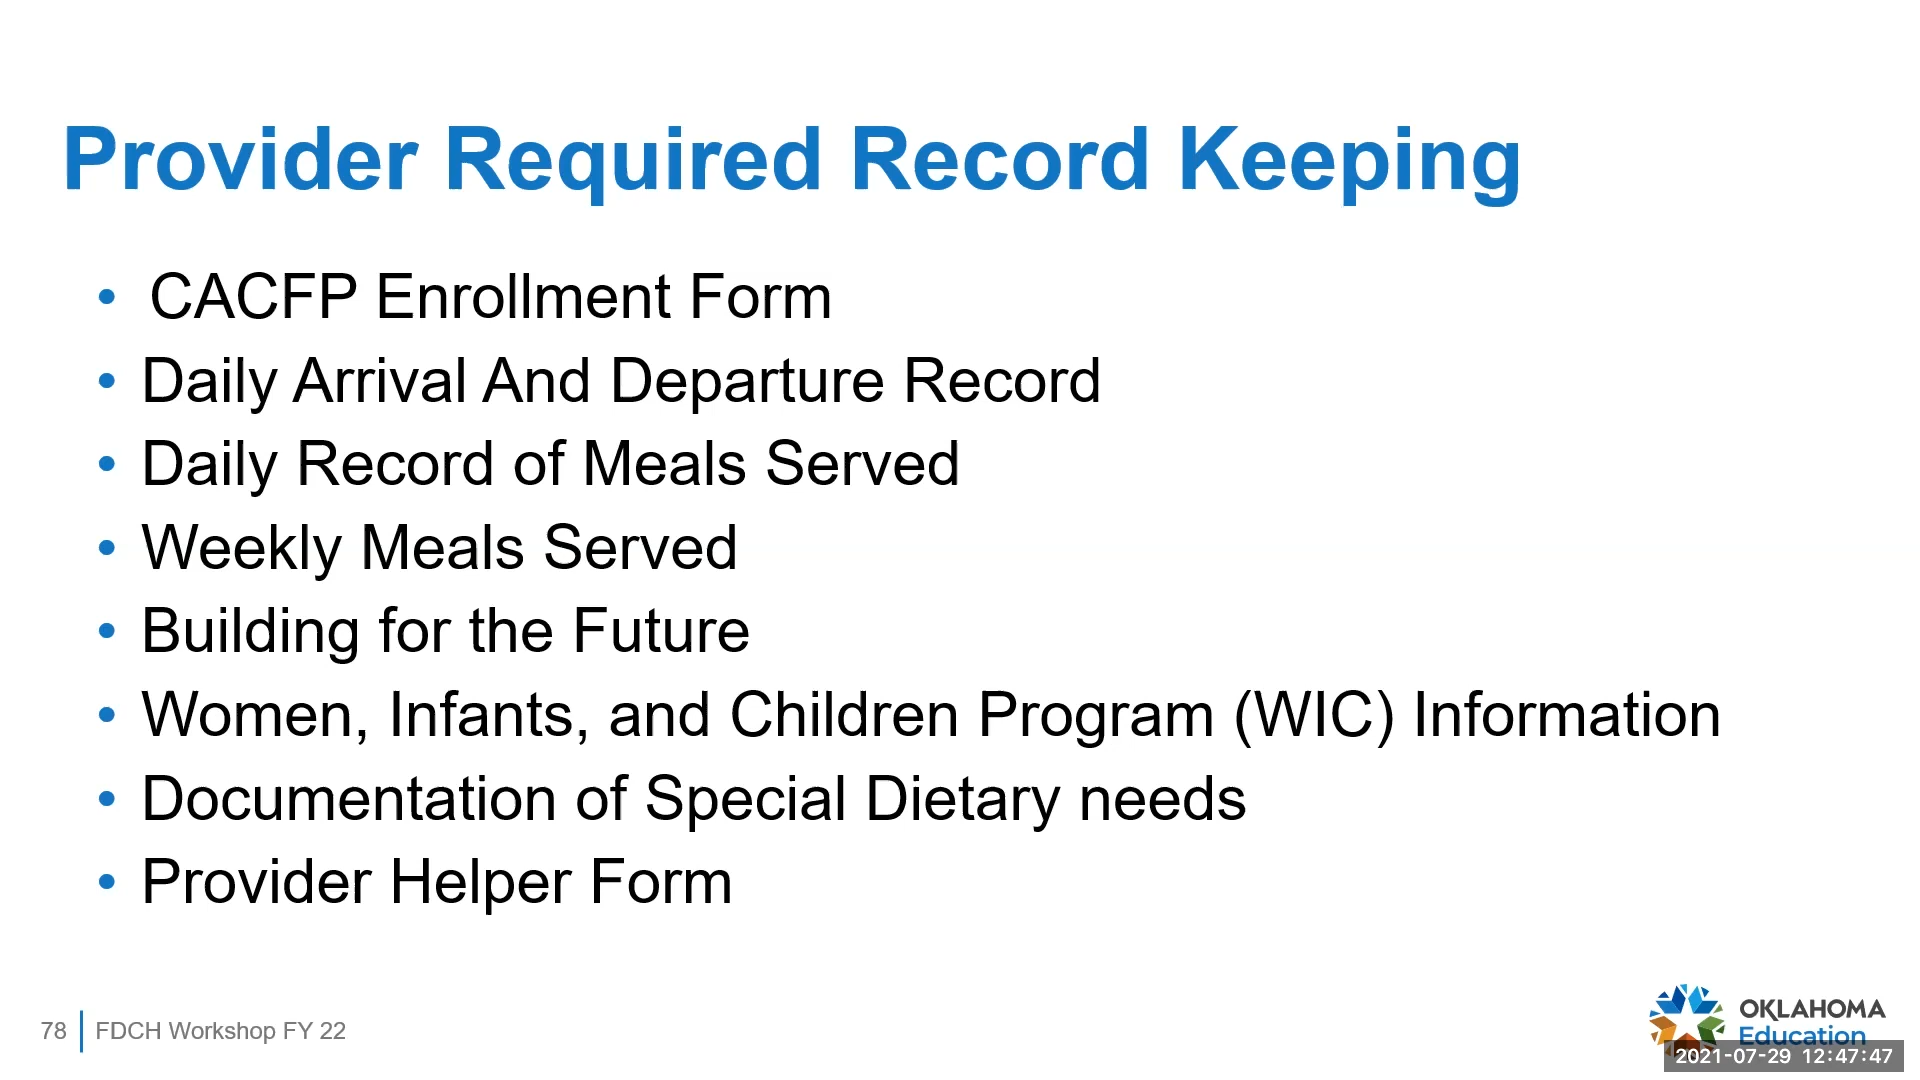 Provider Required Record Keeping
• CACFP Enrollment Form
• Daily Arrival And Departure Record
• Daily Record of Meals Served
• Weekly Meals Served
• Building for the Future
• Women, Infants, and Children Program (WIC) Information
• Documentation of Special Dietary needs
• Provider Helper Form
78
FDCH Workshop FY 22
OKLAHOMA
Education
2021-07-29 12:47:47